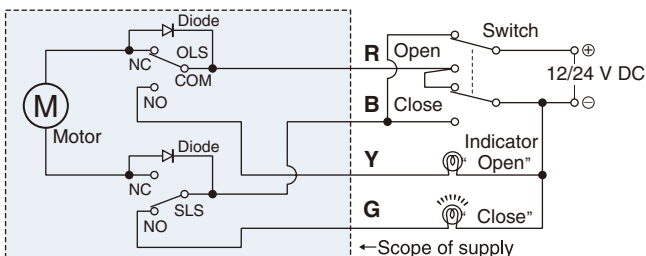 Diode
OLS
NC
COM
NO
M
Motor
Diode
NC
SLS
NO
R
Open
Switch
⊕
12/24 V DC
B
Close
⊖
Y
Indicator
“ Open”
G
“ Close”
←Scope of supply